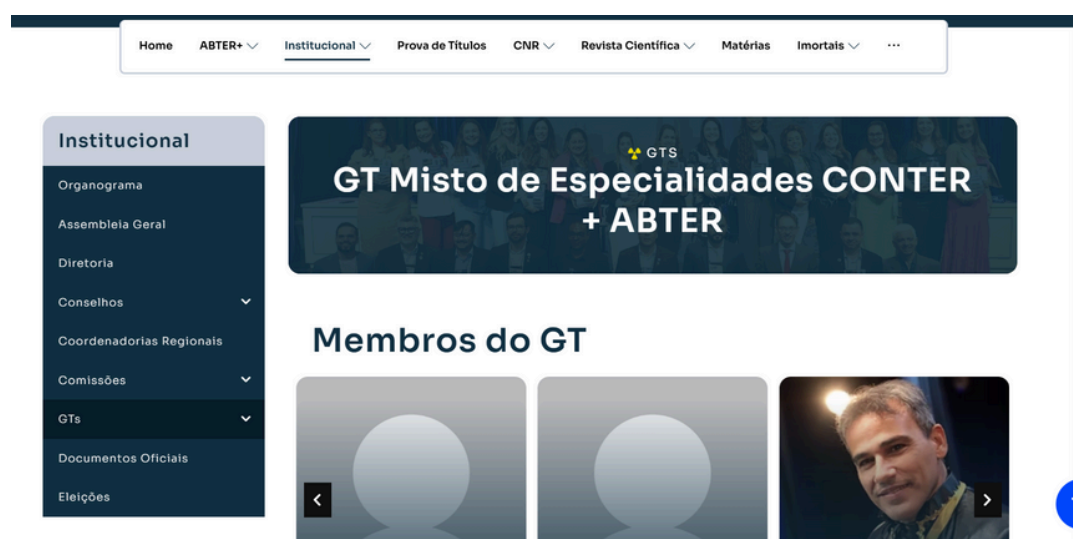 Home ABTER+ Institucional Prova de Títulos CNR Revista Científica Matérias Imortais ...
Institucional
Organograma
Assembleia Geral
Diretoria
Conselhos
Coordenadorias Regionais
Comissões
GTs
Documentos Oficiais
Eleições
GTS
GT Misto de Especialidades CONTER
+ ABTER
Membros do GT